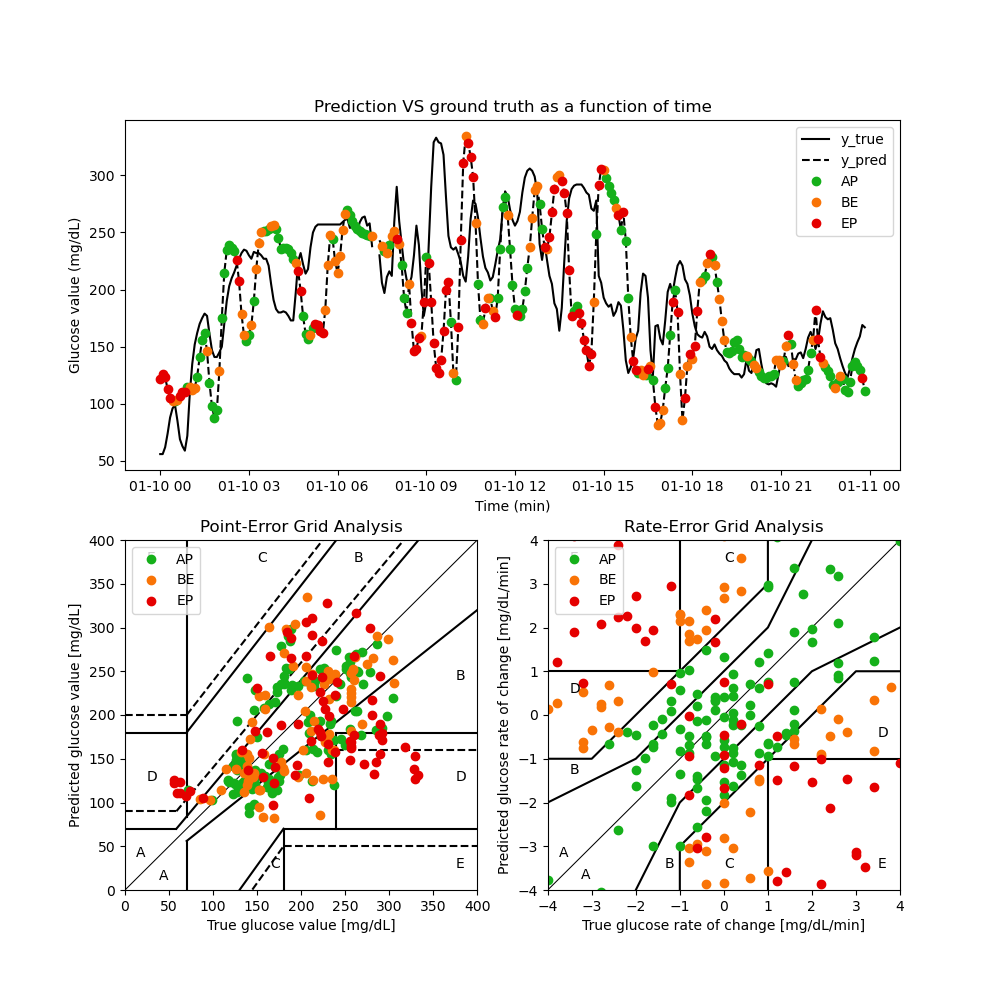 Prediction VS ground truth as a function of time
Glucose value (mg/dL)
300
250
200
150
100
50
y_true
y_pred
AP
BE
EP
01-10 00 01-10 03 01-10 06 01-10 09 01-10 12 01-10 15 01-10 18 01-10 21 01-11 00
Time (min)
Point-Error Grid Analysis
Predicted glucose value [mg/dL]
400
350
300
250
200
150
100
50
0
AP
BE
EP
C
B
B
D
D
A
A
C
E
0 50 100 150 200 250 300 350 400
True glucose value [mg/dL]
Rate-Error Grid Analysis
Predicted glucose rate of change [mg/dL/min]
4
3
2
1
0
−1
−2
−3
−4
AP
BE
EP
C
D
D
B
A
A
B
C
E
−4 −3 −2 −1 0 1 2 3 4
True glucose rate of change [mg/dL/min]